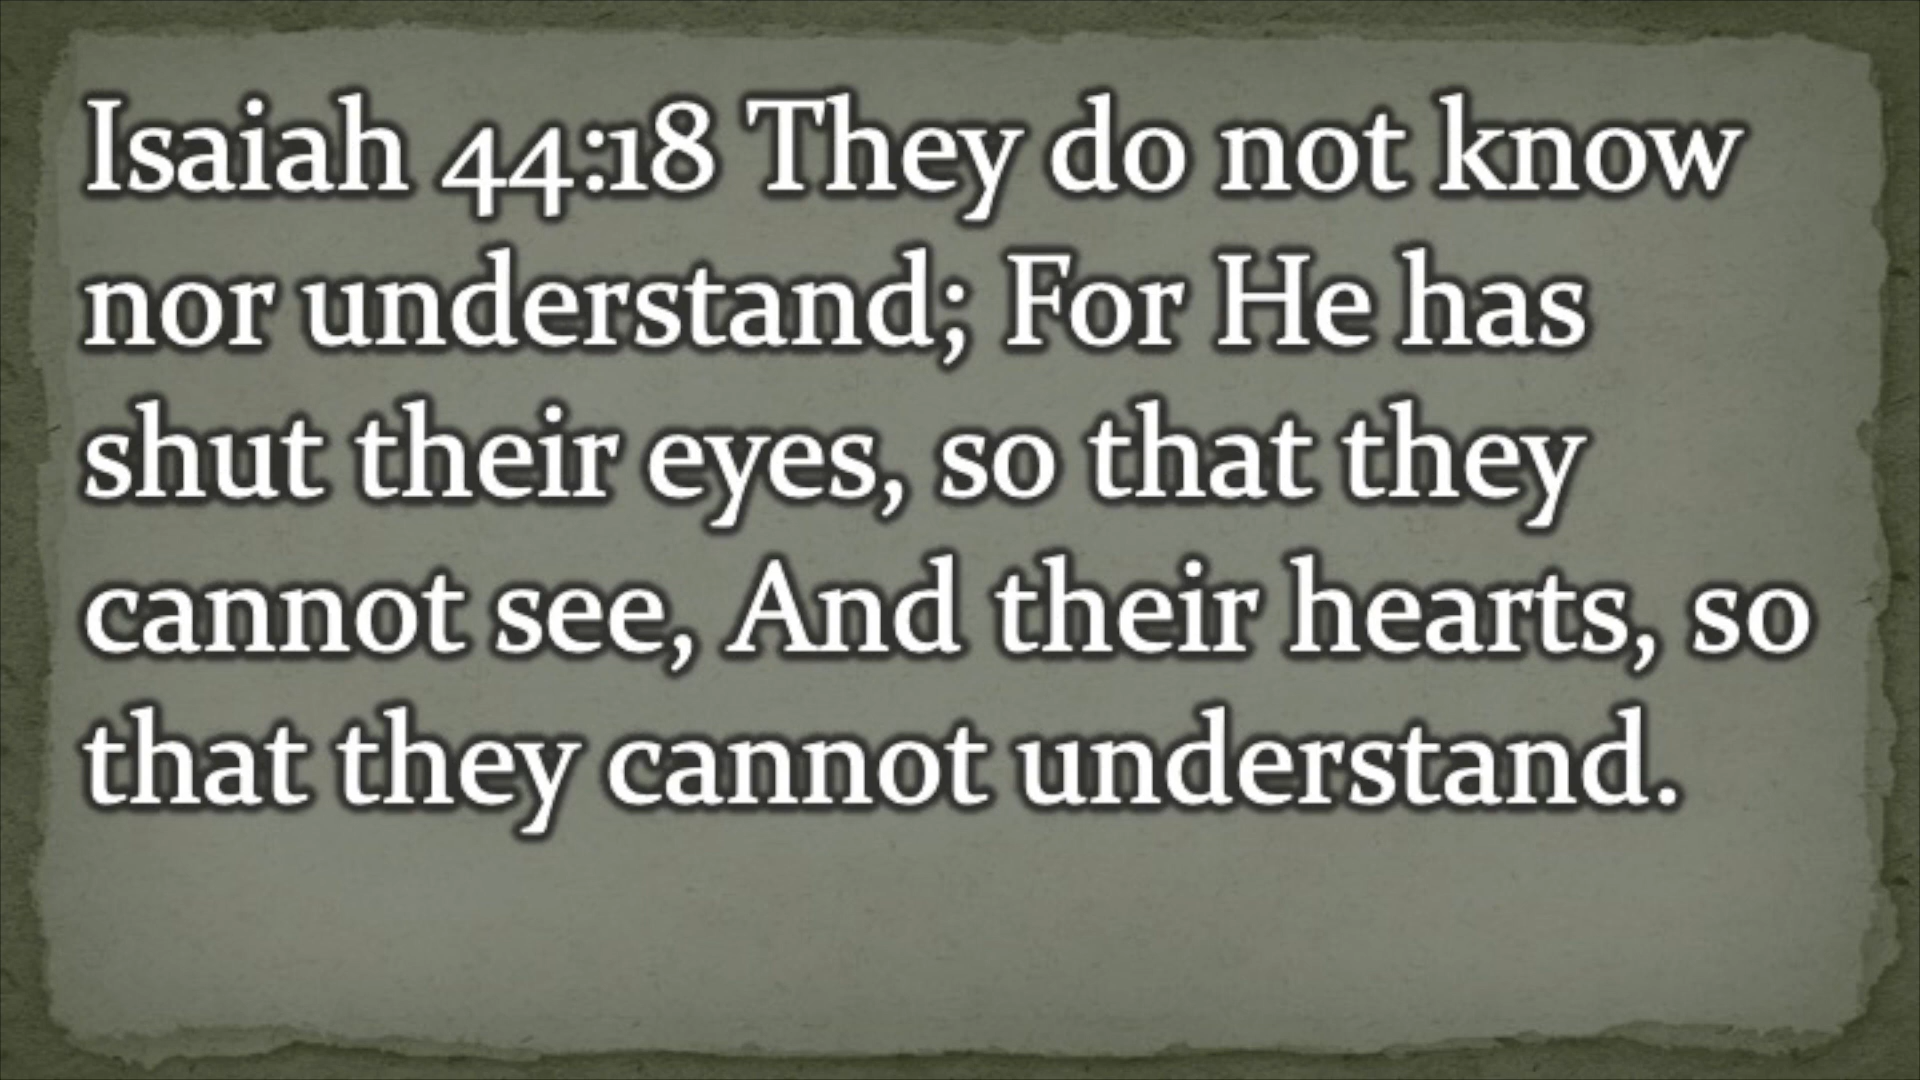 Isaiah 44:18 They do not know
nor understand; For He has
shut their eyes, so that they
cannot see, And their hearts, so
that they cannot understand.